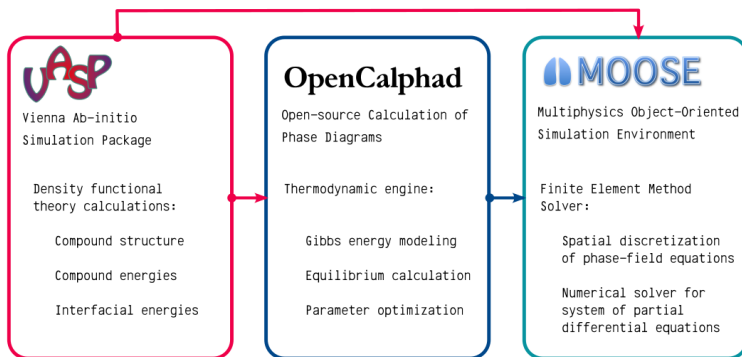 VASP
Vienna Ab-initio
Simulation Package
Density functional
theory calculations:
Compound structure
Compound energies
Interfacial energies
OpenCalphad
Open-source Calculation of
Phase Diagrams
Thermodynamic engine:
Gibbs energy modeling
Equilibrium calculation
Parameter optimization
MOOSE
Multiphysics Object-Oriented
Simulation Environment
Finite Element Method
Solver:
Spatial discretization
of phase-field equations
Numerical solver for
system of partial
differential equations